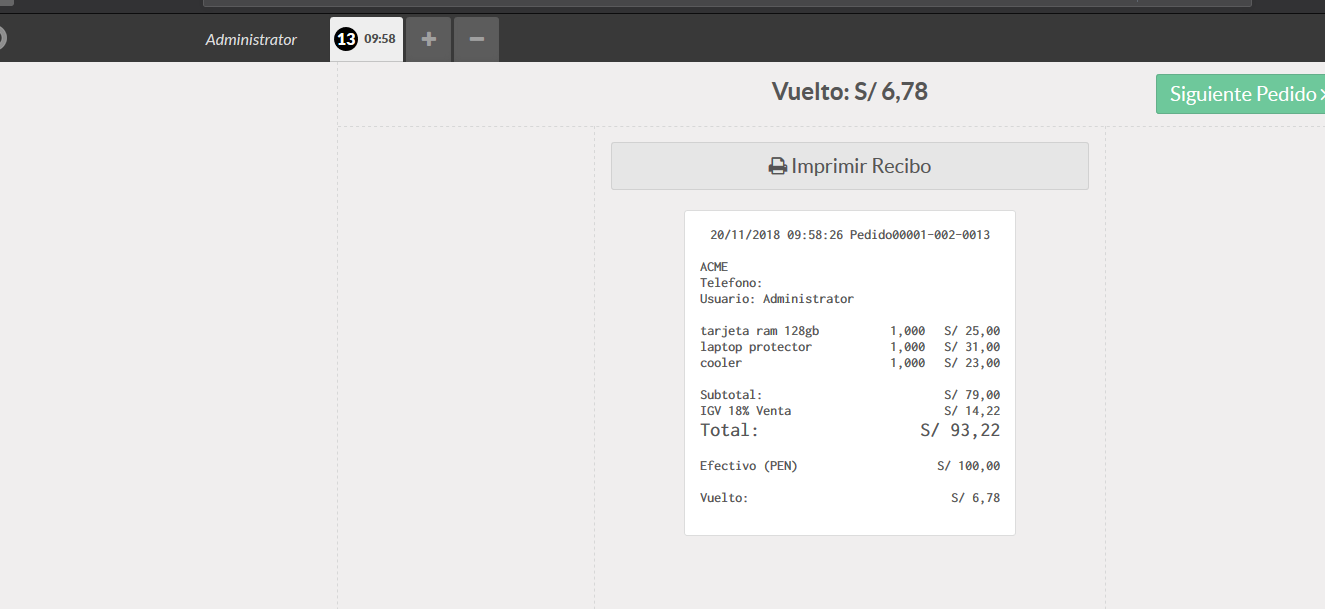 Administrator
13 09:58
Vuelto: S/ 6,78
Siguiente Pedido
Imprimir Recibo
20/11/2018 09:58:26 Pedido00001-002-0013
ACME
Telefono:
Usuario: Administrator
tarjeta ram 128gb 1,000 S/ 25,00
laptop protector 1,000 S/ 31,00
cooler 1,000 S/ 23,00
Subtotal: S/ 79,00
IGV 18% Venta S/ 14,22
Total: S/ 93,22
Efectivo (PEN) S/ 100,00
Vuelto: S/ 6,78